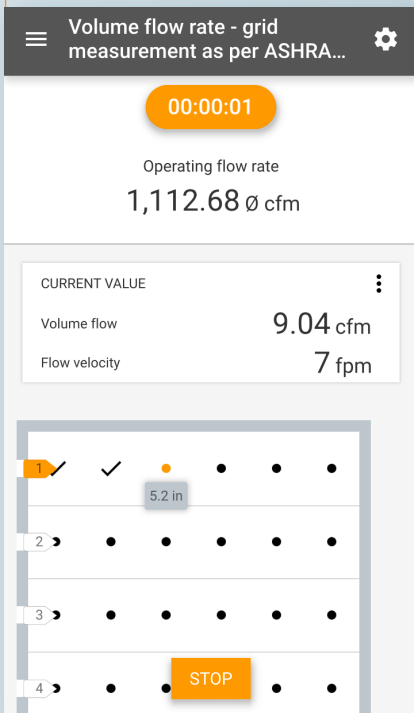 Volume flow rate - grid
measurement as per ASHRA...
00:00:01
Operating flow rate
1,112.68 Ø cfm
CURRENT VALUE
Volume flow
9.04 cfm
Flow velocity
7 fpm
1
5.2 in
2
3
STOP
4